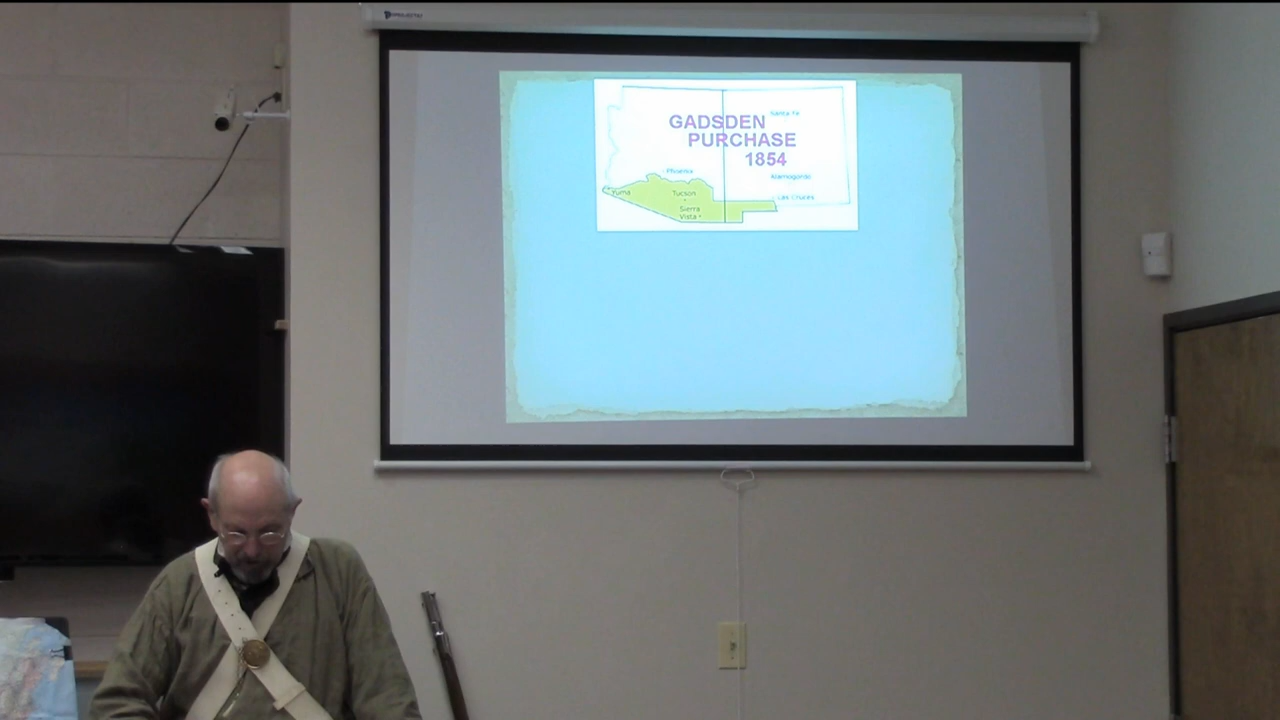 GADSDEN
PURCHASE
1854
Santa Fe
Phoenix
Alamogordo
Yuma
Tucson
Las Cruces
Sierra
Vista